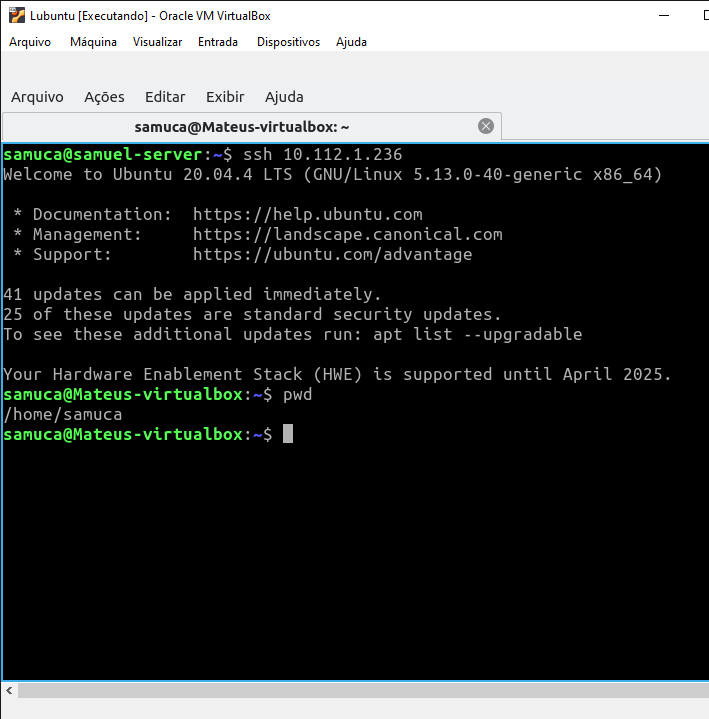 Lubuntu [Executando] - Oracle VM VirtualBox
Arquivo Máquina Visualizar Entrada Dispositivos Ajuda
Arquivo Ações Editar Exibir Ajuda
samuca@Mateus-virtualbox: ~
samuca@samuel-server:~$ ssh 10.112.1.236
Welcome to Ubuntu 20.04.4 LTS (GNU/Linux 5.13.0-40-generic x86_64)
* Documentation: https://help.ubuntu.com
* Management: https://landscape.canonical.com
* Support: https://ubuntu.com/advantage
41 updates can be applied immediately.
25 of these updates are standard security updates.
To see these additional updates run: apt list --upgradable
Your Hardware Enablement Stack (HWE) is supported until April 2025.
samuca@Mateus-virtualbox:~$ pwd
/home/samuca
samuca@Mateus-virtualbox:~$